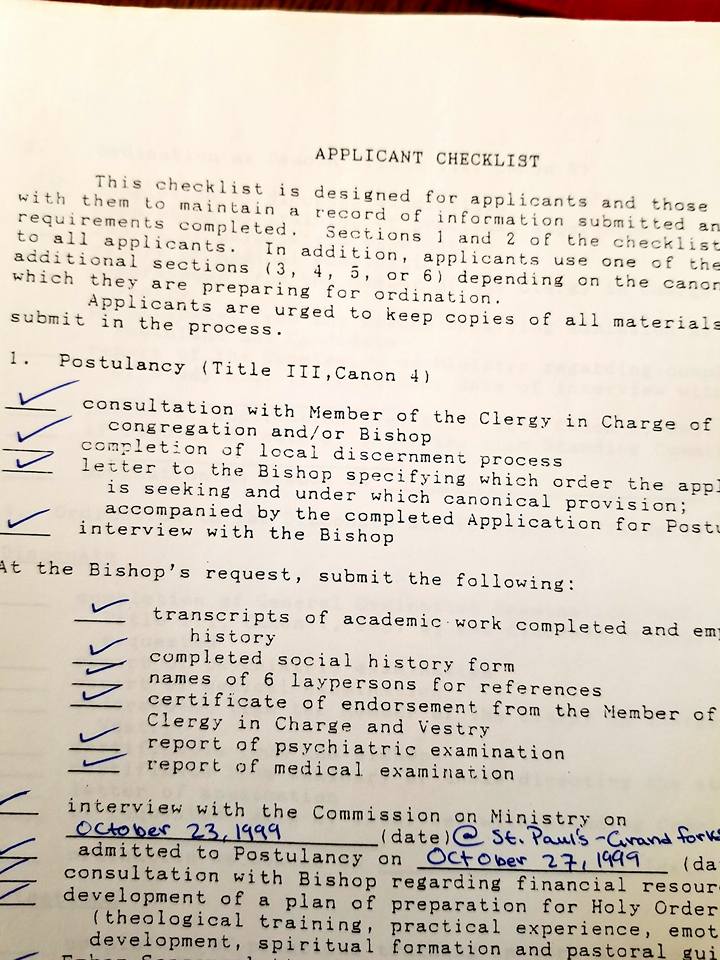 APPLICANT CHECKLIST
This checklist is designed for applicants and those
with them to maintain a record of information submitted an
requirements completed. Sections 1 and 2 of the checklist
to all applicants. In addition, applicants use one of the
additional sections (3, 4, 5, or 6) depending on the canon
which they are preparing for ordination.
Applicants are urged to keep copies of all materials
submit in the process.
1. Postulancy (Title III,Canon 4)
consultation with Member of the Clergy in Charge of
congregation and/or Bishop
completion of local discernment process
letter to the Bishop specifying which order the appl
is seeking and under which canonical provision;
accompanied by the completed Application for Postu
interview with the Bishop
At the Bishop's request, submit the following:
transcripts of academic work completed and emp
history
completed social history form
names of 6 laypersons for references
certificate of endorsement from the Member of
Clergy in Charge and Vestry
report of psychiatric examination
report of medical examination
interview with the Commission on Ministry on
October 23, 1999 (date) @ St. Paul's - Grand Forks
admitted to Postulancy on October 27, 1999 (da
consultation with Bishop regarding financial resour
development of a plan of preparation for Holy Order
(theological training, practical experience, emot
development, spiritual formation and pastoral gui